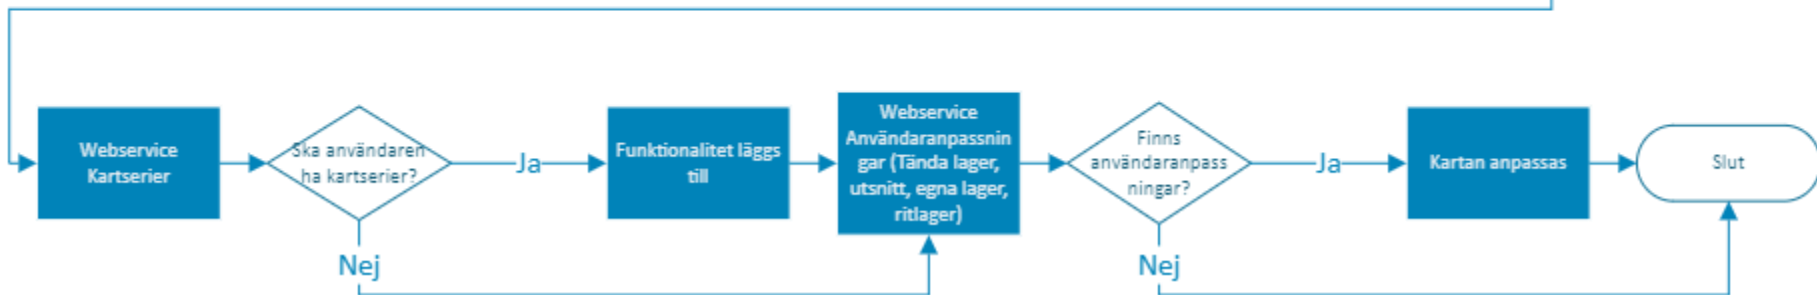 Webservice
Kartserier
Ska användaren
ha kartserier?
Ja
Nej
Funktionalitet läggs
till
Webservice
Användaranpassnin
gar (Tända lager,
utsnitt, egna lager,
ritlager)
Finns
användaranpass
ningar?
Ja
Nej
Kartan anpassas
Slut